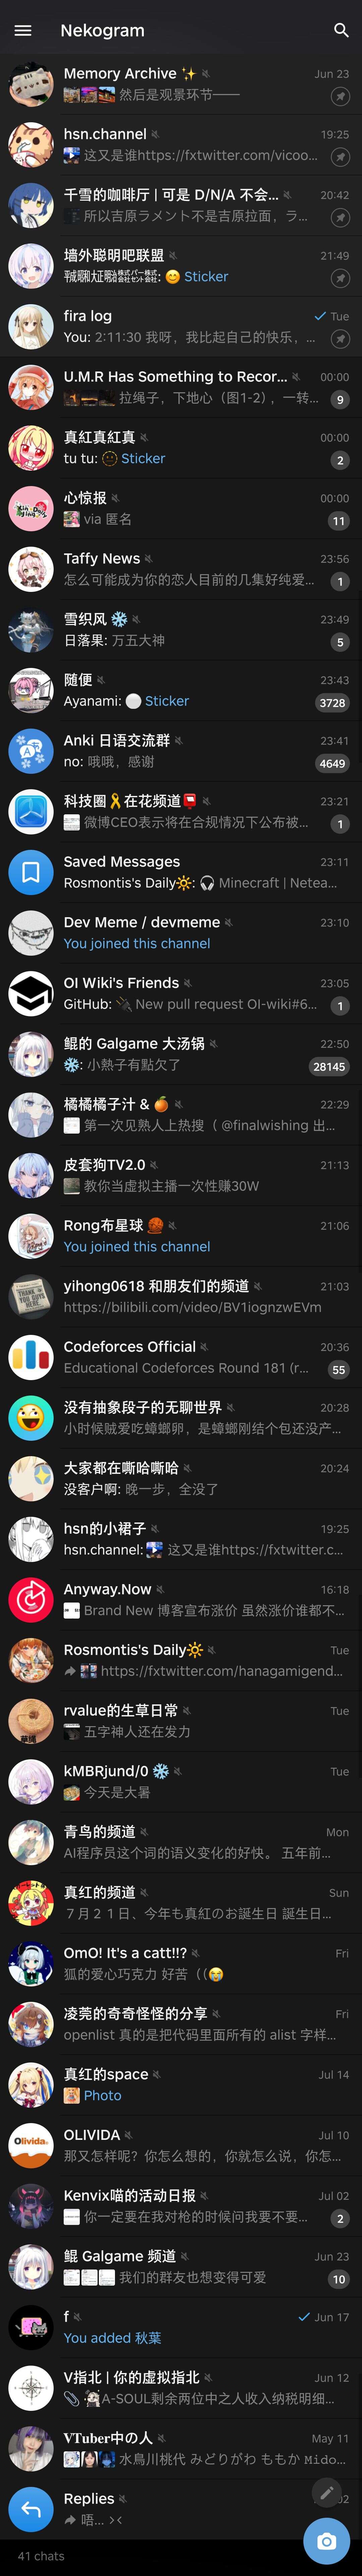 Nekogram
Memory Archive ✨
Jun 23
然后是观景环节——
hsn.channel
19:25
这又是谁https://fxtwitter.com/vicoo...
千雪的咖啡厅 | 可是 D/N/A 不会...
20:42
所以吉原ラメント不是吉原拉面，ラ...
墙外聪明吧联盟
21:49
😊 Sticker
fira log
Tue
You: 2:11:30 我呀，我比起自己的快乐，...
U.M.R Has Something to Recor...
00:00
拉绳子，下地心（图1-2），一转...
9
真紅真紅真
00:00
tu tu: 😐 Sticker
2
心惊报
00:00
via 匿名
11
Taffy News
23:56
怎么可能成为你的恋人目前的几集好纯爱...
1
雪织风 ❄️
23:49
日落果: 万五大神
5
随便
23:43
Ayanami: ⚪ Sticker
3728
Anki 日语交流群
23:41
no: 哦哦，感谢
4649
科技圈🎗在花频道📮
23:21
微博CEO表示将在合规情况下公布被...
1
Saved Messages
23:11
Rosmontis's Daily🔆: 🎧 Minecraft | Netea...
Dev Meme / devmeme
23:10
You joined this channel
OI Wiki's Friends
23:05
GitHub: 🔌 New pull request OI-wiki#6...
1
鲲的 Galgame 大汤锅
22:50
❄️: 小熱子有點欠了
28145
橘橘橘子汁 & 🍊
22:29
第一次见熟人上热搜（ @finalwishing 出...
皮套狗TV2.0
21:13
教你当虚拟主播一次性赚30W
Rong布星球 🏀
21:06
You joined this channel
yihong0618 和朋友们的频道
21:03
https://bilibili.com/video/BV1iognzwEVm
Codeforces Official
20:36
Educational Codeforces Round 181 (r...
55
没有抽象段子的无聊世界
20:28
小时候贼爱吃蟑螂卵，是蟑螂刚结个包还没产...
大家都在嘶哈嘶哈
20:24
没客户啊: 晚一步，全没了
hsn的小裙子
19:25
hsn.channel: 这又是谁https://fxtwitter.c...
Anyway.Now
16:18
Brand New 博客宣布涨价 虽然涨价谁都不...
Rosmontis's Daily🔆
Tue
https://fxtwitter.com/hanagamigend...
rvalue的生草日常
Tue
五字神人还在发力
kMBRjund/0 ❄️
Tue
今天是大暑
青鸟的频道
Mon
AI程序员这个词的语义变化的好快。 五年前...
真红的频道
Sun
７月２１日、今年も真紅のお誕生日 誕生日...
OmO! It's a catt!!?
Fri
狐的爱心巧克力 好苦（(😭
凌莞的奇奇怪怪的分享
Fri
openlist 真的是把代码里面所有的 alist 字样...
真红的space
Jul 14
Photo
Olivida.
OLIVIDA
Jul 10
那又怎样呢？你怎么想的，你就怎么说，你怎...
Kenvix喵的活动日报
Jul 02
你一定要在我对枪的时候问我要不要...
2
鲲 Galgame 频道
Jun 23
我们的群友也想变得可爱
10
f
Jun 17
You added 秋葉
V指北 | 你的虚拟指北
Jun 12
📎 A-SOUL剩余两位中之人收入纳税明细...
VTuber中の人
May 11
水鳥川桃代 みどりがわ ももか Mido...
Replies
02
唔... ><
41 chats